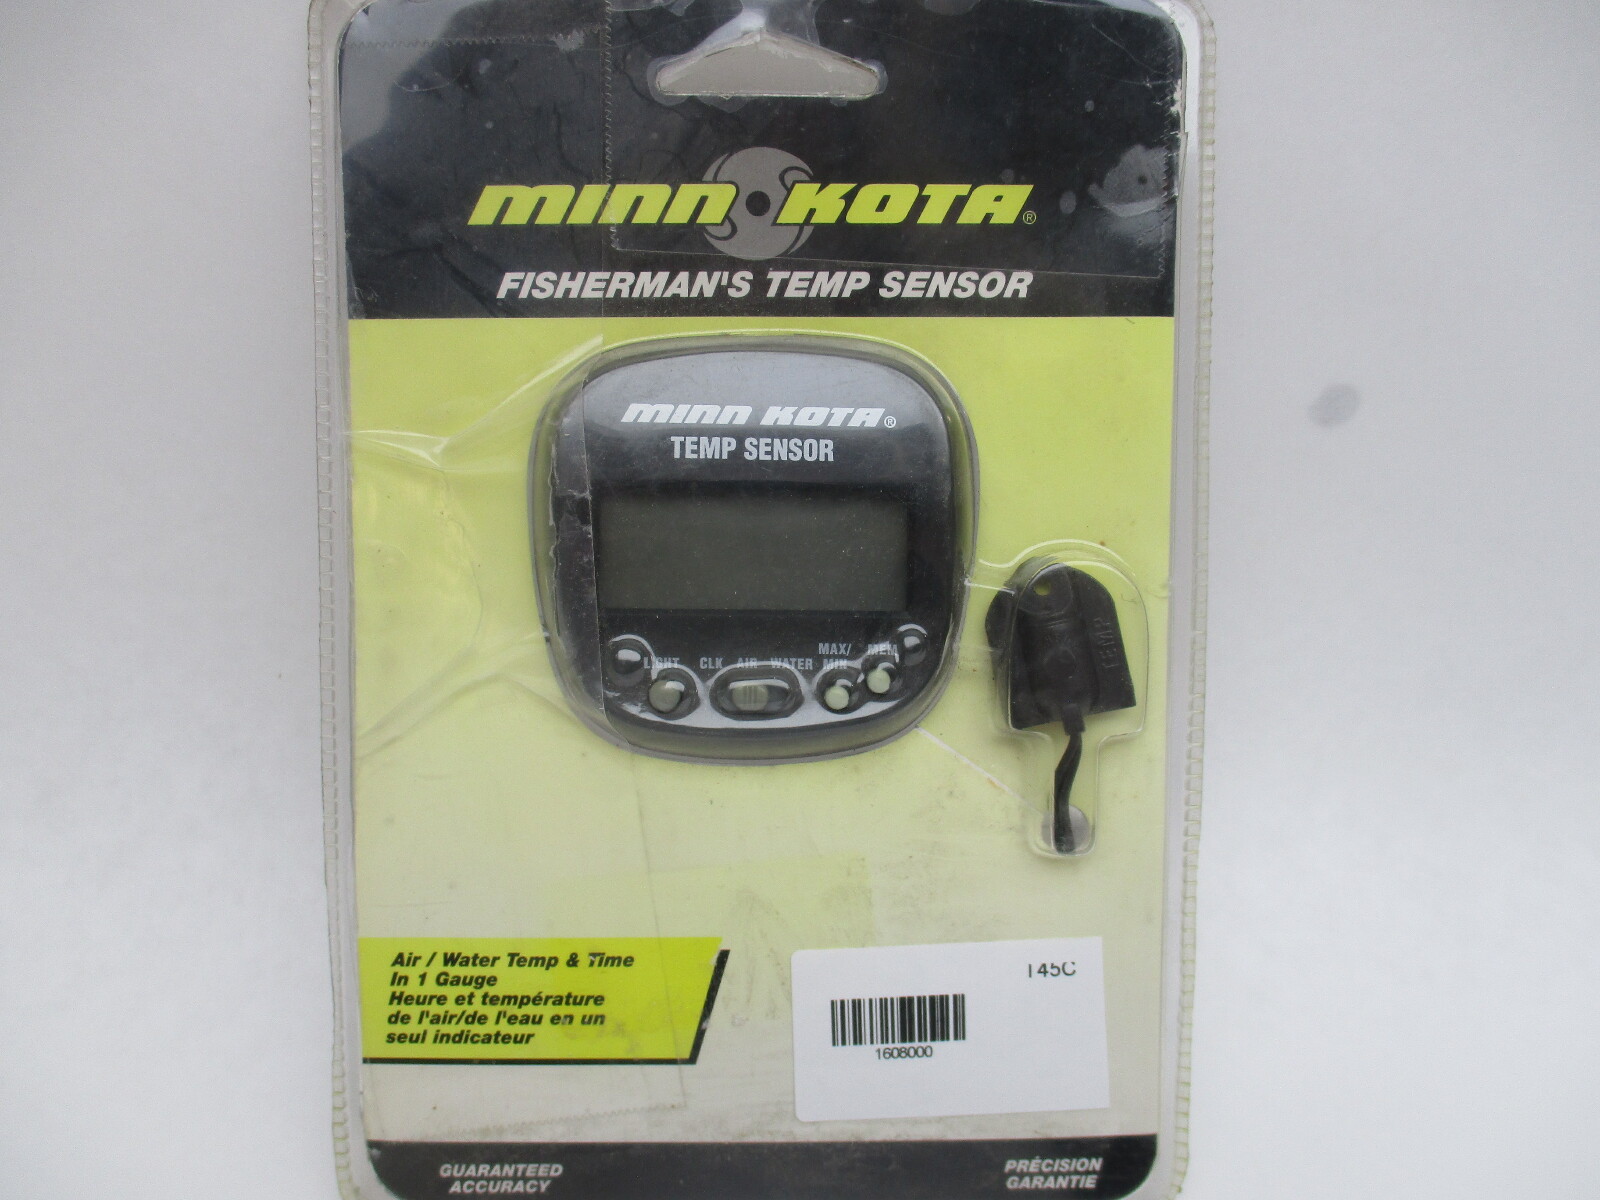 MINN KOTA®
FISHERMAN'S TEMP SENSOR
MINN KOTA®
TEMP SENSOR
LIGHT CLK AIR WATER MAX/ MIN MEM
TEMP
Air / Water Temp & Time
In 1 Gauge
Heure et température
de l'air/de l'eau en un
seul indicateur
T45C
1608000
GUARANTEED
ACCURACY
PRÉCISION
GARANTIE